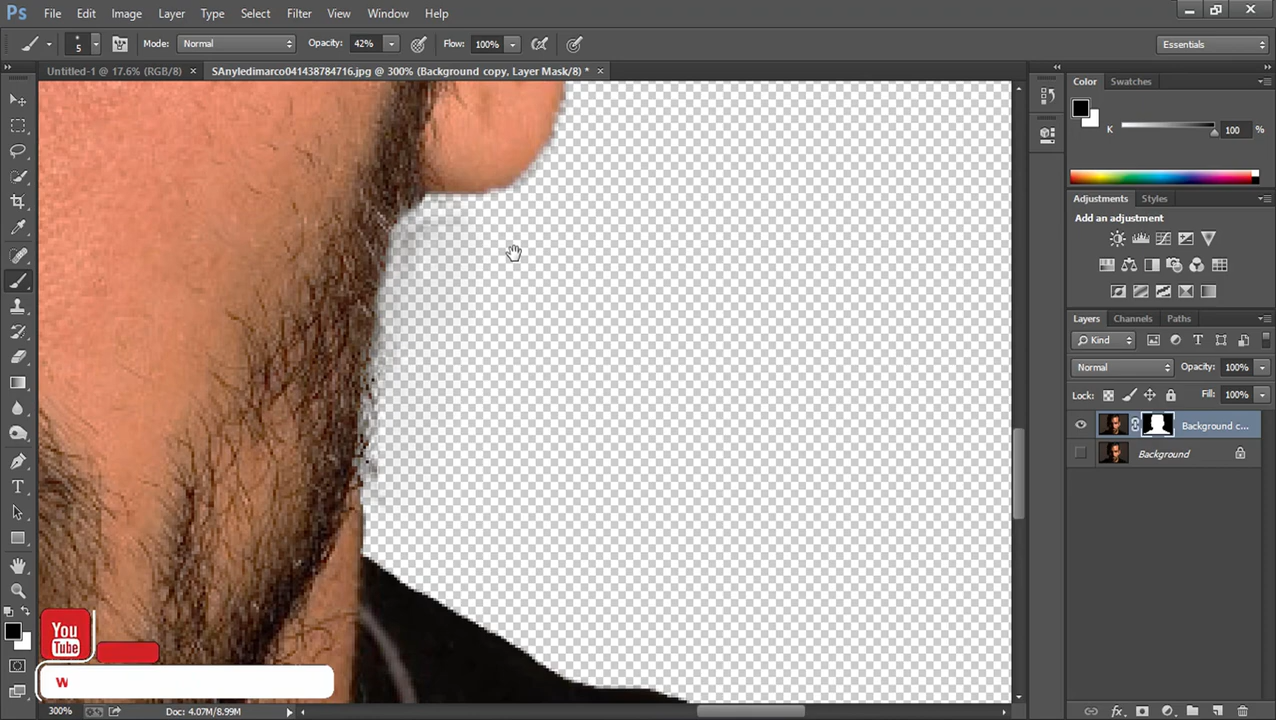 Ps File Edit Image Layer Type Select Filter View Window Help
5 Mode: Normal Opacity: 42% Flow: 100% Essentials
Untitled-1 @ 17.6% (RGB/8) × SAnyledimarco041438784716.jpg @ 300% (Background copy, Layer Mask/8) * ×
Color Swatches
K 100 %
Adjustments Styles
Add an adjustment
Layers Channels Paths
Kind
Normal Opacity: 100%
Lock: Fill: 100%
Background c...
Background
You
Tube
W
300% Doc: 4.07M/8.99M